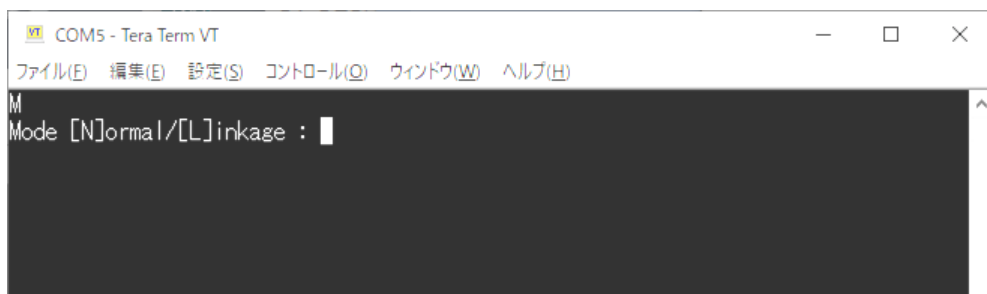 VT COM5 - Tera Term VT
ファイル(F) 編集(E) 設定(S) コントロール(O) ウィンドウ(W) ヘルプ(H)
M
Mode [N]ormal/[L]inkage :